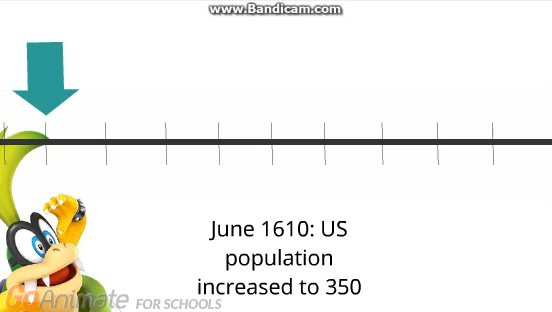 www.Bandicam.com
June 1610: US
population
increased to 350
GoAnimate FOR SCHOOLS